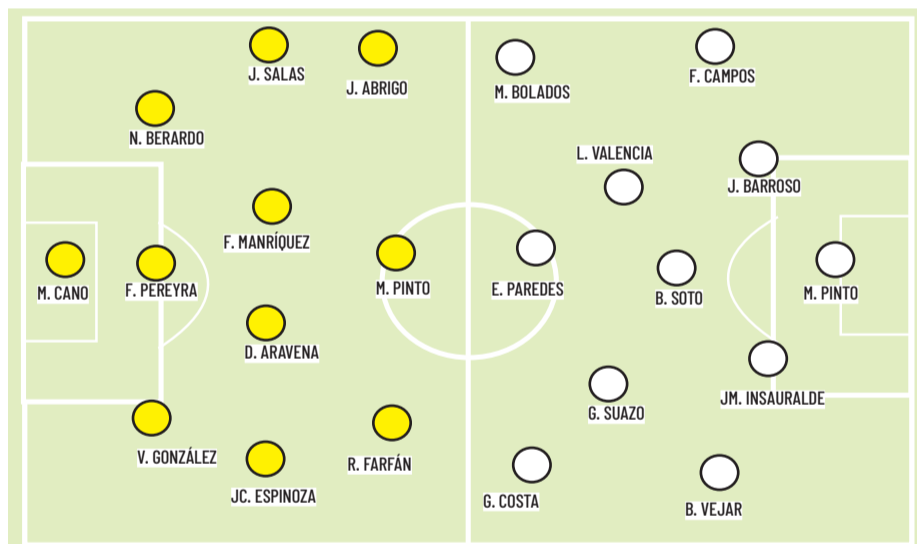 J. SALAS
J. ABRIGO
M. BOLADOS
F. CAMPOS
N. BERARDO
L. VALENCIA
J. BARROSO
F. MANRÍQUEZ
M. CANO
F. PEREYRA
M. PINTO
E. PAREDES
B. SOTO
M. PINTO
D. ARAVENA
JM. INSAURALDE
G. SUAZO
V. GONZÁLEZ
R. FARFÁN
JC. ESPINOZA
G. COSTA
B. VEJAR